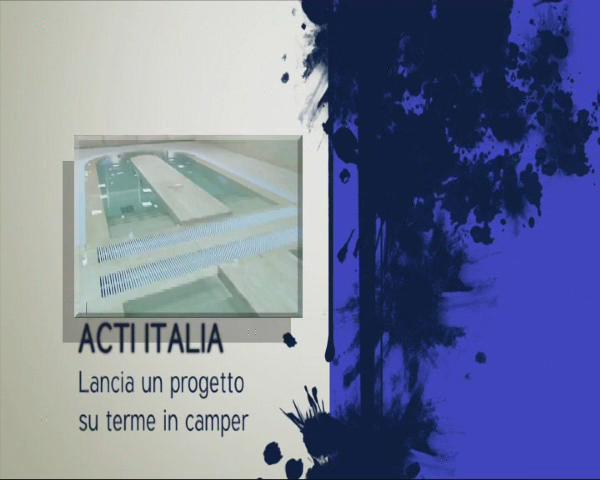 ACTI ITALIA
Lancia un progetto
su terme in camper